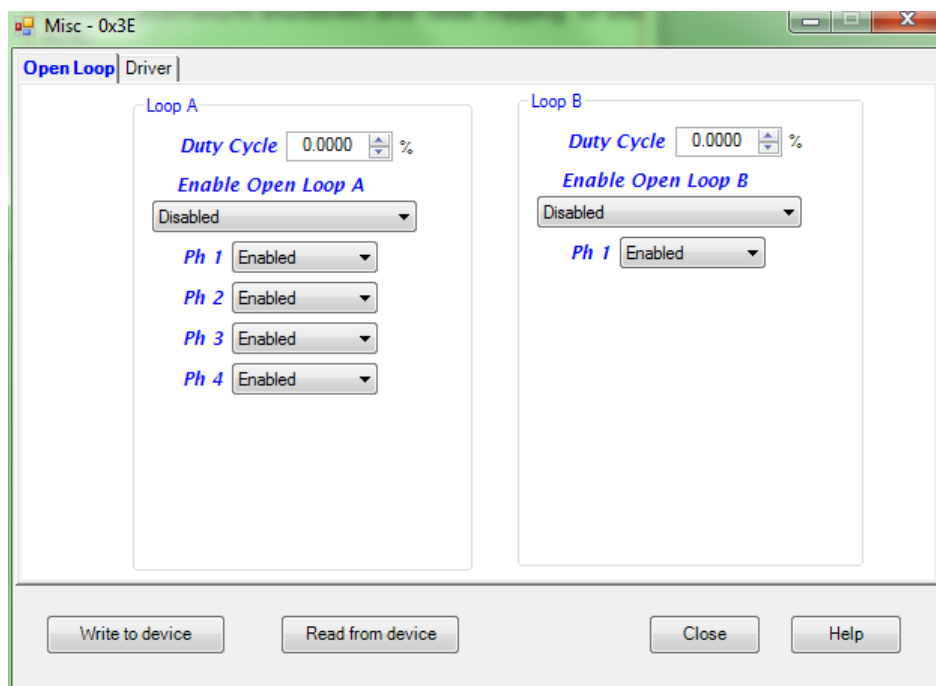 Misc - 0x3E
Open Loop Driver
Loop A
Duty Cycle 0.0000 %
Enable Open Loop A
Disabled
Ph 1 Enabled
Ph 2 Enabled
Ph 3 Enabled
Ph 4 Enabled
Loop B
Duty Cycle 0.0000 %
Enable Open Loop B
Disabled
Ph 1 Enabled
Write to device Read from device Close Help